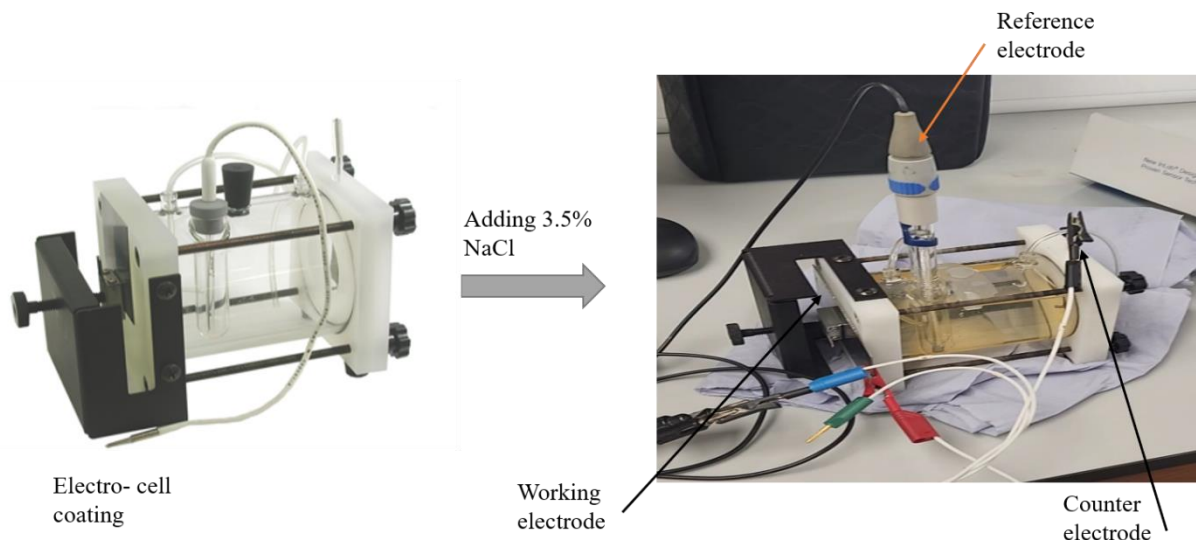 Reference
electrode
Adding 3.5%
NaCl
Electro- cell
coating
Working
electrode
Counter
electrode